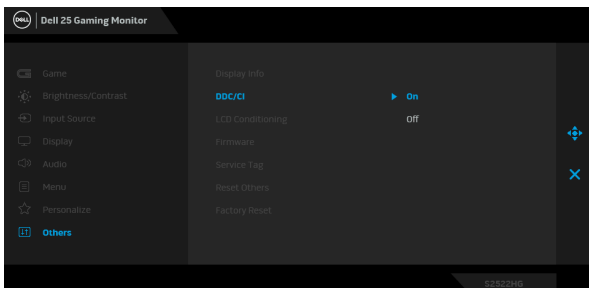 DELL
Dell 25 Gaming Monitor
Game
Brightness/Contrast
Input Source
Display
Audio
Menu
Personalize
Others
Display Info
DDC/CI
On
LCD Conditioning
Off
Firmware
Service Tag
Reset Others
Factory Reset
S2522HG